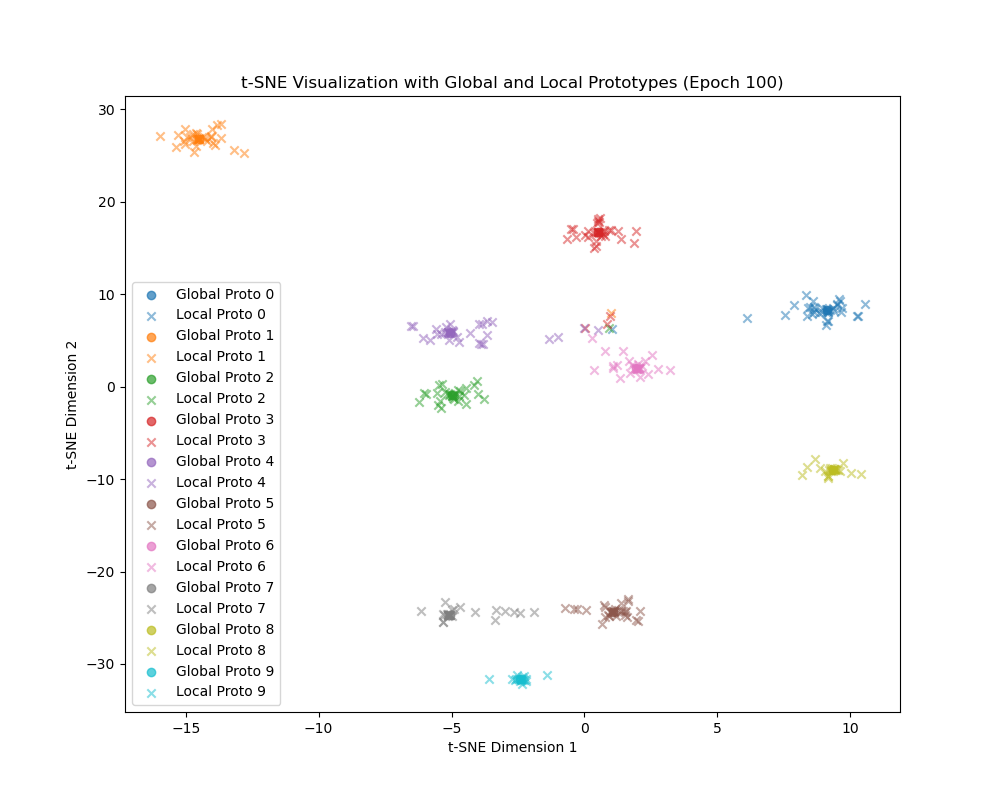 t-SNE Visualization with Global and Local Prototypes (Epoch 100)
30
20
10
0
−10
−20
−30
t-SNE Dimension 2
Global Proto 0
Local Proto 0
Global Proto 1
Local Proto 1
Global Proto 2
Local Proto 2
Global Proto 3
Local Proto 3
Global Proto 4
Local Proto 4
Global Proto 5
Local Proto 5
Global Proto 6
Local Proto 6
Global Proto 7
Local Proto 7
Global Proto 8
Local Proto 8
Global Proto 9
Local Proto 9
−15 −10 −5 0 5 10
t-SNE Dimension 1